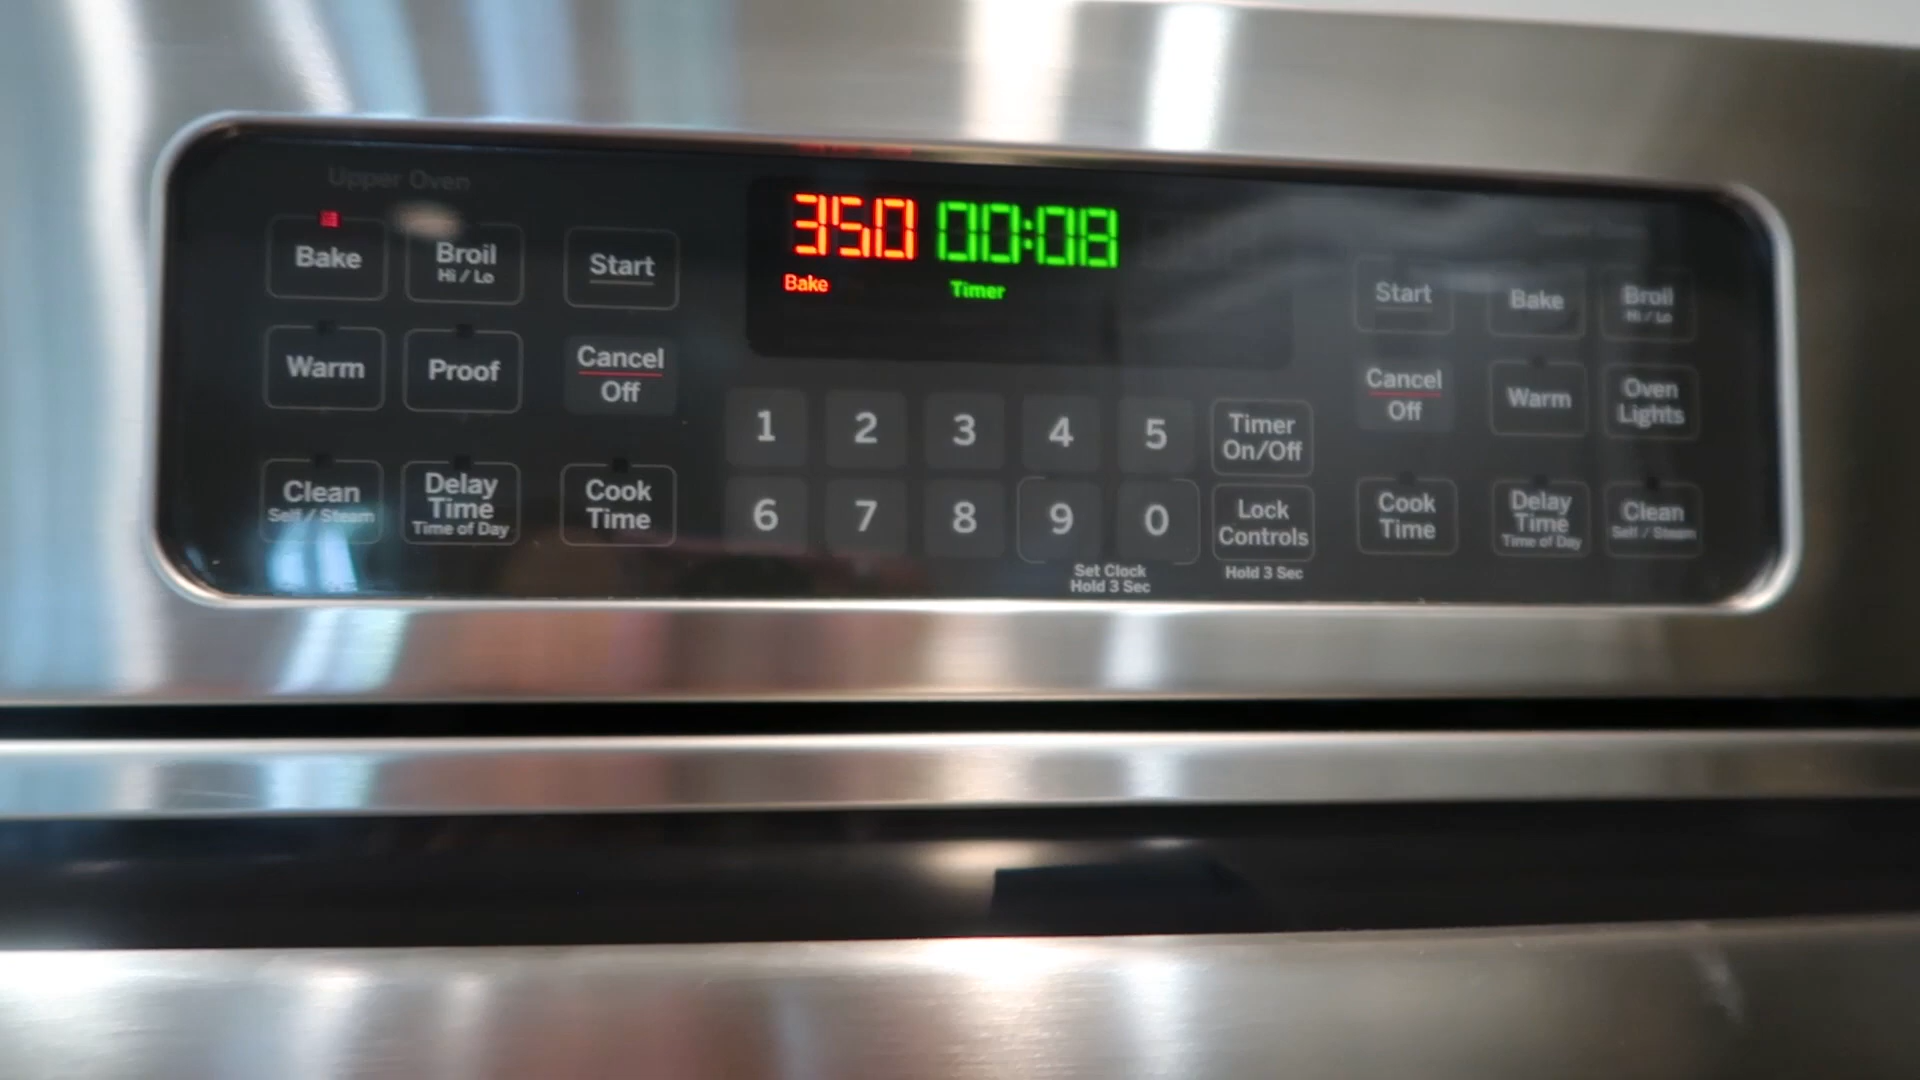 Upper Oven
Bake
Broil
Hi / Lo
Start
Warm
Proof
Cancel
Off
Clean
Self / Steam
Delay
Time
Time of Day
Cook
Time
350 00:08
Bake Timer
1 2 3 4 5
6 7 8 9 0
Timer
On/Off
Lock
Controls
Set Clock
Hold 3 Sec
Hold 3 Sec
Start
Bake
Broil
Hi / Lo
Cancel
Off
Warm
Oven
Lights
Cook
Time
Delay
Time
Time of Day
Clean
Self / Steam